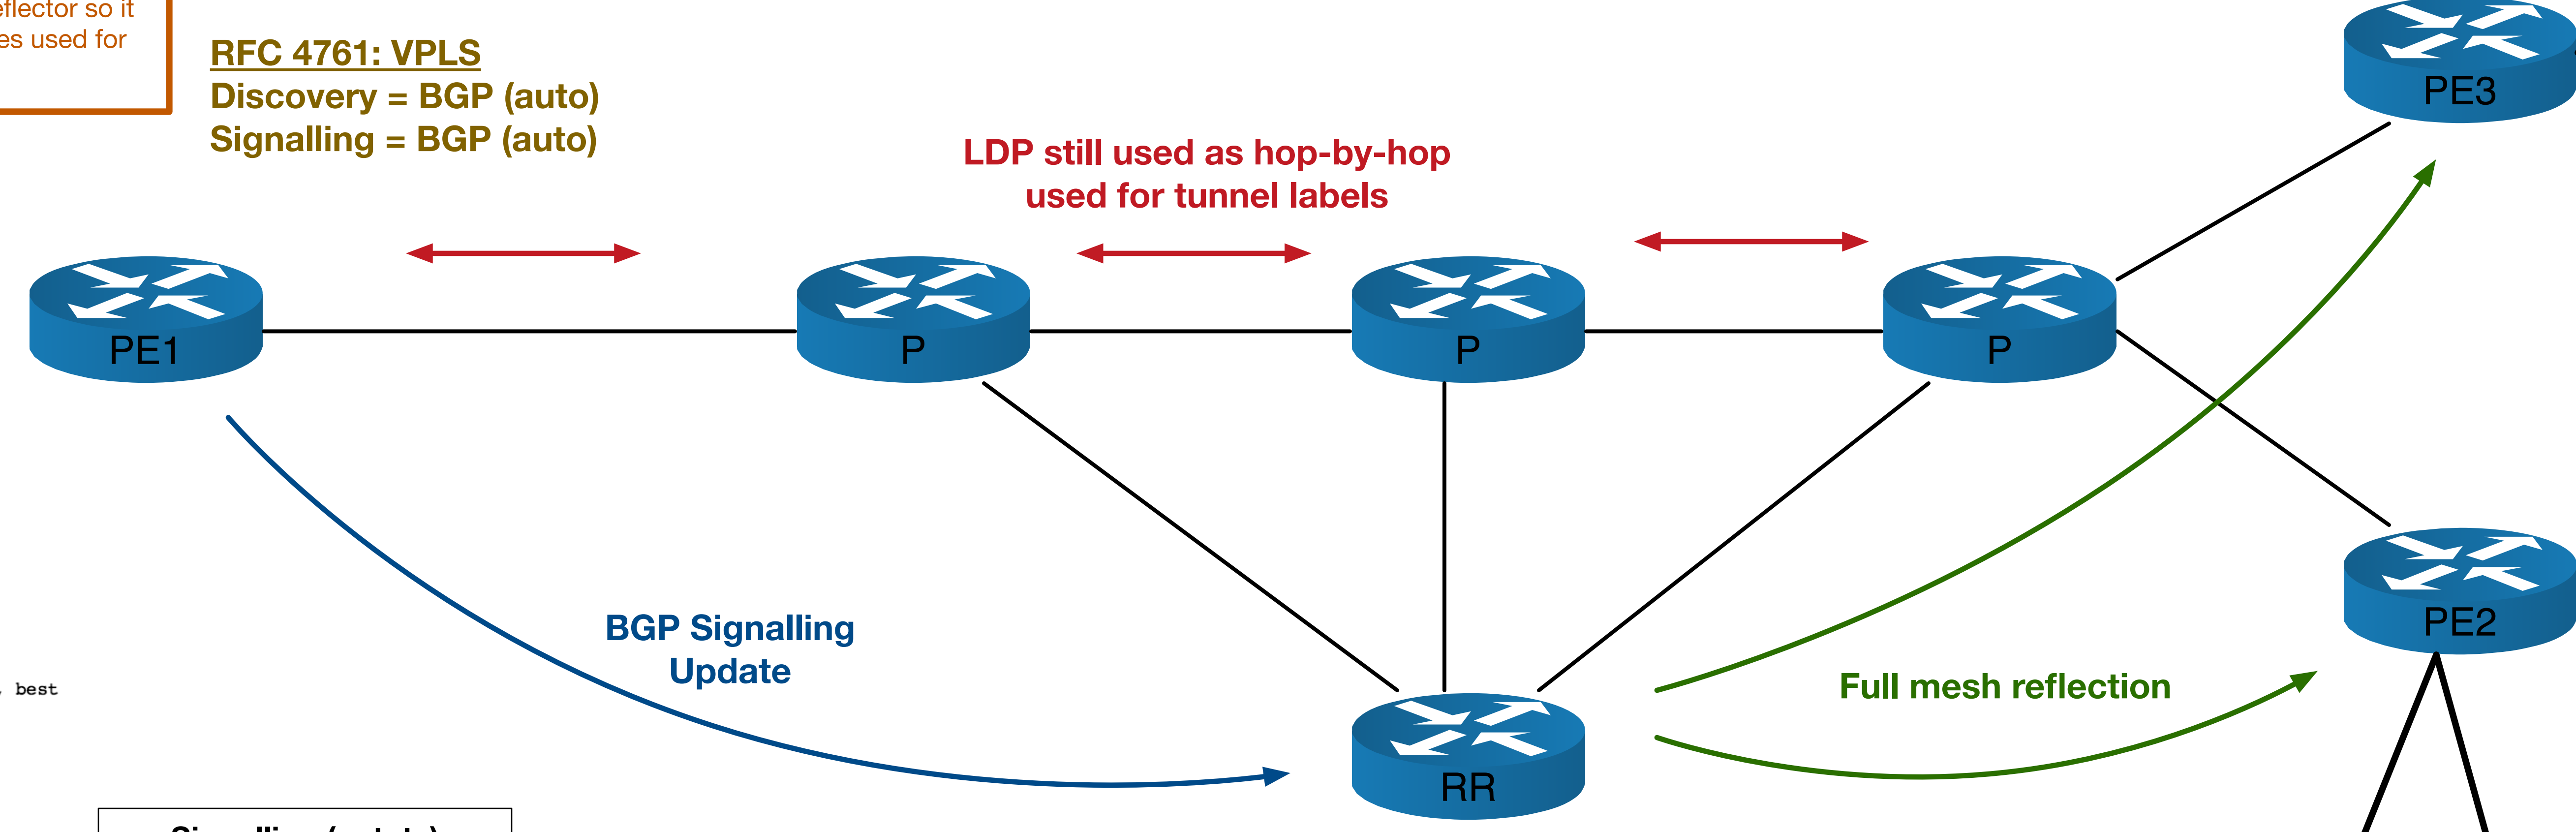 eflector so it
es used for
RFC 4761: VPLS
Discovery = BGP (auto)
Signalling = BGP (auto)
LDP still used as hop-by-hop
used for tunnel labels
PE3
PE1
P
P
P
BGP Signalling
Update
PE2
Full mesh reflection
, best
RR